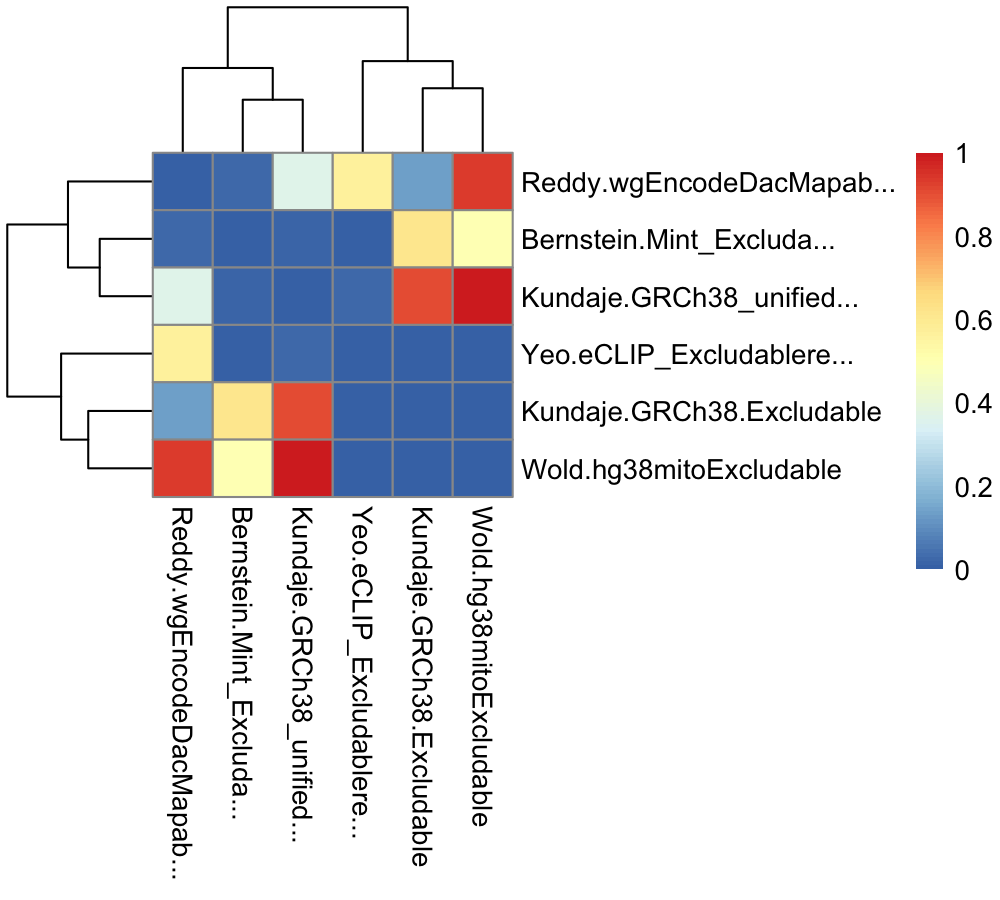 Reddy.wgEncodeDacMapab...
Bernstein.Mint_Excluda...
Kundaje.GRCh38_unified...
Yeo.eCLIP_Excludablere...
Kundaje.GRCh38.Excludable
Wold.hg38mitoExcludable
1
0.8
0.6
0.4
0.2
0
Reddy.wgEncodeDacMapab...
Bernstein.Mint_Excluda...
Kundaje.GRCh38_unified...
Yeo.eCLIP_Excludablere...
Kundaje.GRCh38.Excludable
Wold.hg38mitoExcludable